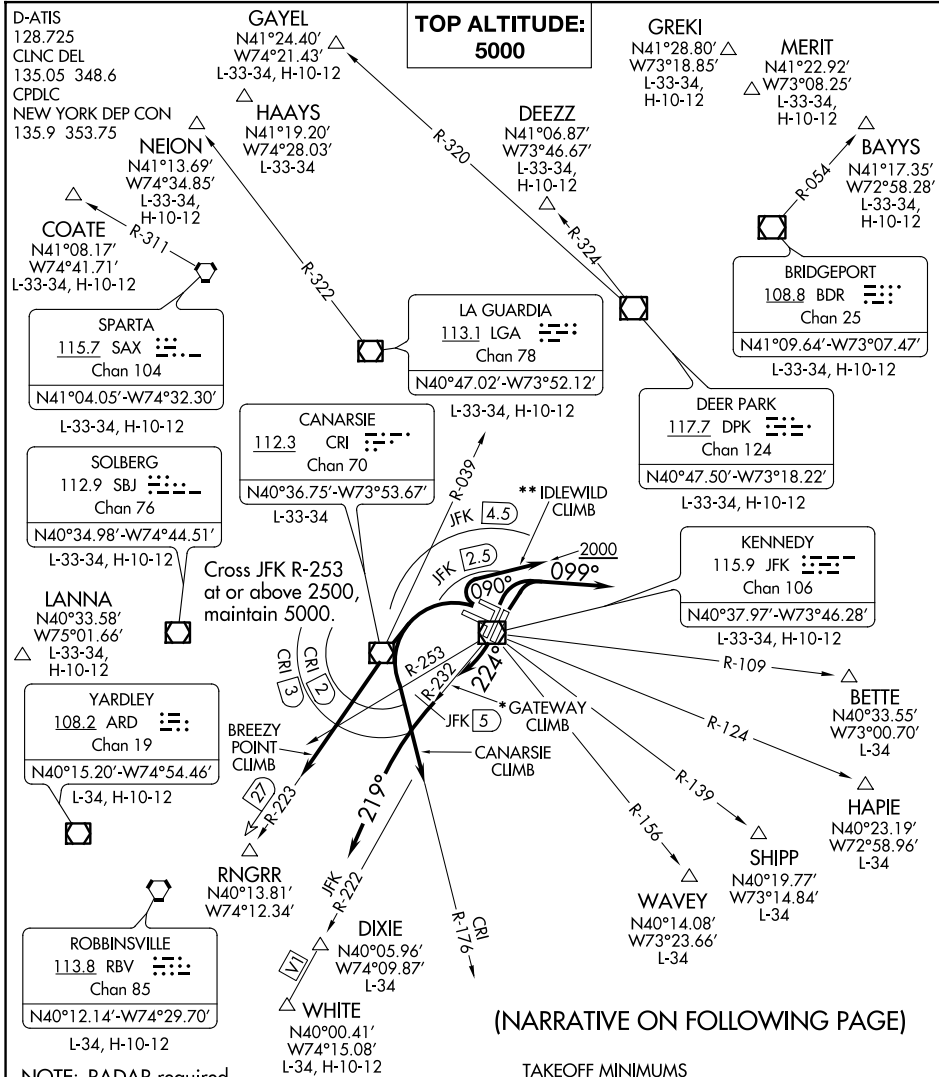 D-ATIS
128.725
CLNC DEL
135.05 348.6
CPDLC
NEW YORK DEP CON
135.9 353.75
GAYEL
N41°24.40'
W74°21.43'
L-33-34, H-10-12
TOP ALTITUDE:
5000
GREKI
N41°28.80'
W73°18.85'
L-33-34,
H-10-12
MERIT
N41°22.92'
W73°08.25'
L-33-34,
H-10-12
HAAYS
N41°19.20'
W74°28.03'
L-33-34
DEEZZ
N41°06.87'
W73°46.67'
L-33-34,
H-10-12
BAYYS
N41°17.35'
W72°58.28'
L-33-34,
H-10-12
NEION
N41°13.69'
W74°34.85'
L-33-34,
H-10-12
COATE
N41°08.17'
W74°41.71'
L-33-34, H-10-12
R-311
R-322
R-320
R-324
R-054
SPARTA
115.7 SAX
Chan 104
N41°04.05'-W74°32.30'
L-33-34, H-10-12
LA GUARDIA
113.1 LGA
Chan 78
N40°47.02'-W73°52.12'
L-33-34, H-10-12
BRIDGEPORT
108.8 BDR
Chan 25
N41°09.64'-W73°07.47'
L-33-34, H-10-12
DEER PARK
117.7 DPK
Chan 124
N40°47.50'-W73°18.22'
L-33-34, H-10-12
CANARSIE
112.3 CRI
Chan 70
N40°36.75'-W73°53.67'
L-33-34
SOLBERG
112.9 SBJ
Chan 76
N40°34.98'-W74°44.51'
L-33-34, H-10-12
R-039
JFK 4.5
JFK 2.5
** IDLEWILD
CLIMB
2000
090°
099°
KENNEDY
115.9 JFK
Chan 106
N40°37.97'-W73°46.28'
L-33-34, H-10-12
Cross JFK R-253
at or above 2500,
maintain 5000.
LANNA
N40°33.58'
W75°01.66'
L-33-34,
H-10-12
CRI 3
CRI 2
R-253
R-232
224°
JFK 5
*GATEWAY
CLIMB
CANARSIE
CLIMB
BREEZY
POINT
CLIMB
R-109
R-124
R-139
R-156
BETTE
N40°33.55'
W73°00.70'
L-34
HAPIE
N40°23.19'
W72°58.96'
L-34
SHIPP
N40°19.77'
W73°14.84'
L-34
WAVEY
N40°14.08'
W73°23.66'
L-34
YARDLEY
108.2 ARD
Chan 19
N40°15.20'-W74°54.46'
L-34, H-10-12
27
R-223
219°
RNGRR
N40°13.81'
W74°12.34'
JFK
R-222
CRI
R-176
ROBBINSVILLE
113.8 RBV
Chan 85
N40°12.14'-W74°29.70'
L-34, H-10-12
DIXIE
N40°05.96'
W74°09.87'
L-34
V1
WHITE
N40°00.41'
W74°15.08'
L-34, H-10-12
(NARRATIVE ON FOLLOWING PAGE)
NOTE: RADAR required
TAKEOFF MINIMUMS